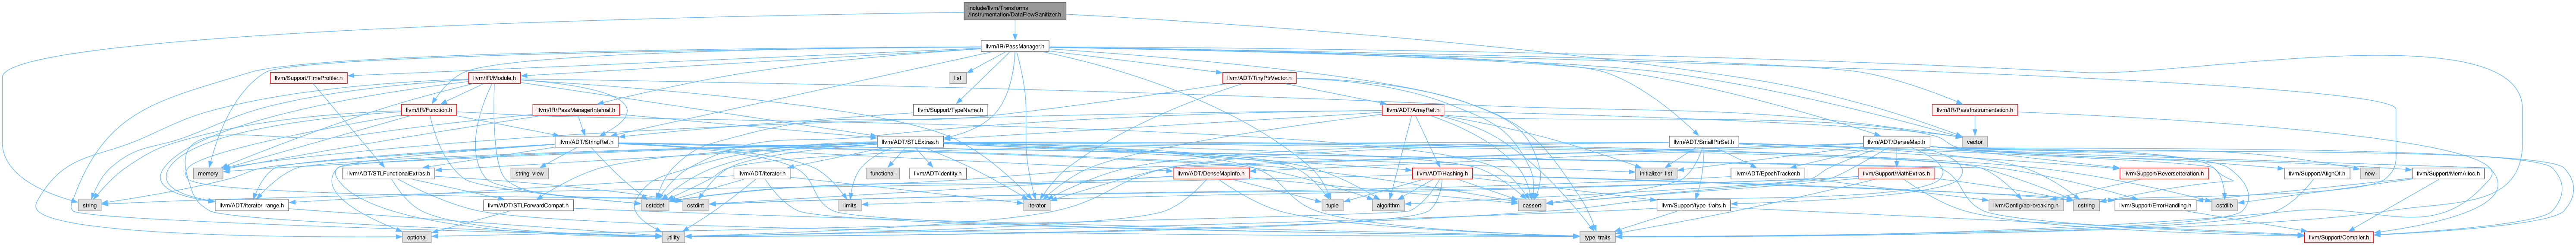 include/llvm/Transforms
/Instrumentation/DataFlowSanitizer.h
llvm/IR/PassManager.h
llvm/Support/TimeProfiler.h
llvm/IR/Module.h
list
llvm/ADT/TinyPtrVector.h
llvm/IR/Function.h
llvm/IR/PassManagerInternal.h
llvm/Support/TypeName.h
llvm/ADT/ArrayRef.h
llvm/IR/PassInstrumentation.h
llvm/ADT/StringRef.h
llvm/ADT/STLExtras.h
llvm/ADT/SmallPtrSet.h
llvm/ADT/DenseMap.h
vector
memory
llvm/ADT/STLFunctionalExtras.h
string_view
llvm/ADT/iterator.h
functional
llvm/ADT/identity.h
llvm/ADT/DenseMapInfo.h
llvm/ADT/Hashing.h
initializer_list
llvm/ADT/EpochTracker.h
llvm/Support/MathExtras.h
llvm/Support/ReverseIteration.h
llvm/Support/AlignOf.h
new
llvm/Support/MemAlloc.h
string
llvm/ADT/iterator_range.h
llvm/ADT/STLForwardCompat.h
cstddef
cstdint
limits
iterator
tuple
algorithm
cassert
llvm/Support/type_traits.h
llvm/Config/abi-breaking.h
cstring
cstdlib
llvm/Support/ErrorHandling.h
optional
utility
type_traits
llvm/Support/Compiler.h